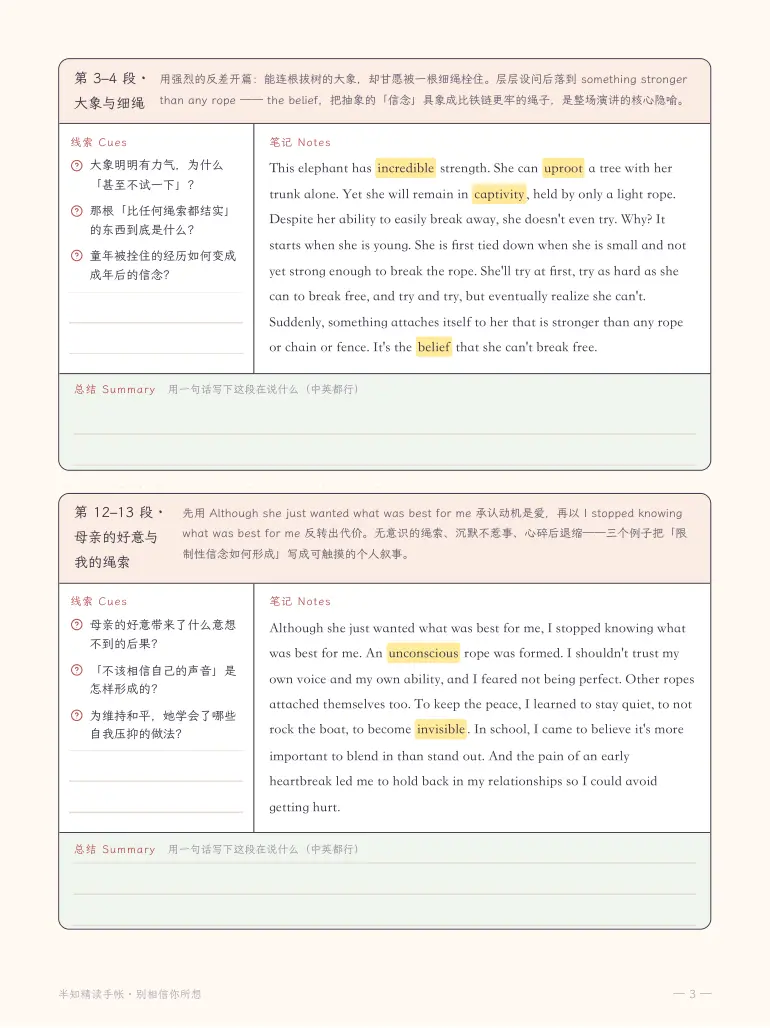 第 3–4 段・
大象与细绳
用强烈的反差开篇：能连根拔树的大象，却甘愿被一根细绳栓住。层层设问后落到 something stronger
than any rope —— the belief，把抽象的「信念」具象成比铁链更牢的绳子，是整场演讲的核心隐喻。
线索 Cues
大象明明有力气，为什么
「甚至不试一下」？
那根「比任何绳索都结实」
的东西到底是什么？
童年被拴住的经历如何变成
成年后的信念？
笔记 Notes
This elephant has incredible strength. She can uproot a tree with her
trunk alone. Yet she will remain in captivity, held by only a light rope.
Despite her ability to easily break away, she doesn't even try. Why? It
starts when she is young. She is first tied down when she is small and not
yet strong enough to break the rope. She'll try at first, try as hard as she
can to break free, and try and try, but eventually realize she can't.
Suddenly, something attaches itself to her that is stronger than any rope
or chain or fence. It's the belief that she can't break free.
总结 Summary 用一句话写下这段在说什么（中英都行）
第 12–13 段・
母亲的好意与
我的绳索
先用 Although she just wanted what was best for me 承认动机是爱，再以 I stopped knowing
what was best for me 反转出代价。无意识的绳索、沉默不惹事、心碎后退缩——三个例子把「限
制性信念如何形成」写成可触摸的个人叙事。
线索 Cues
母亲的好意带来了什么意想
不到的后果？
「不该相信自己的声音」是
怎样形成的？
为维持和平，她学会了哪些
自我压抑的做法？
笔记 Notes
Although she just wanted what was best for me, I stopped knowing what
was best for me. An unconscious rope was formed. I shouldn't trust my
own voice and my own ability, and I feared not being perfect. Other ropes
attached themselves too. To keep the peace, I learned to stay quiet, to not
rock the boat, to become invisible. In school, I came to believe it's more
important to blend in than stand out. And the pain of an early
heartbreak led me to hold back in my relationships so I could avoid
getting hurt.
总结 Summary 用一句话写下这段在说什么（中英都行）
半知精读手帐・别相信你所想
— 3 —